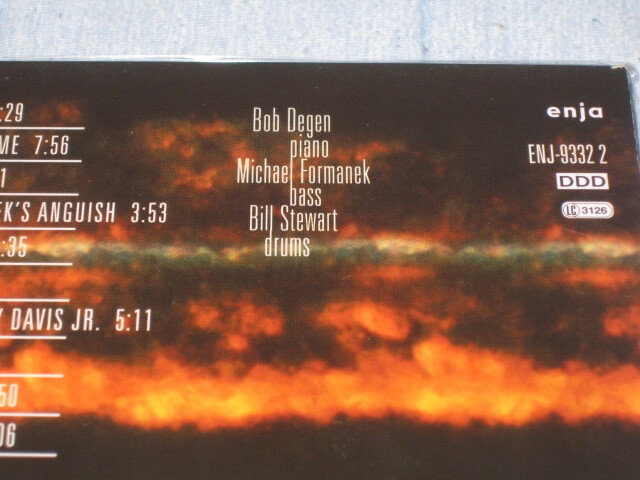 :29
ME 7:56
1
EK'S ANGUISH 3:53
:35
Y DAVIS JR. 5:11
50
06
Bob Degen
piano
Michael Formanek
bass
Bill Stewart
drums
enja
ENJ-9332 2
DDD
LC 3126